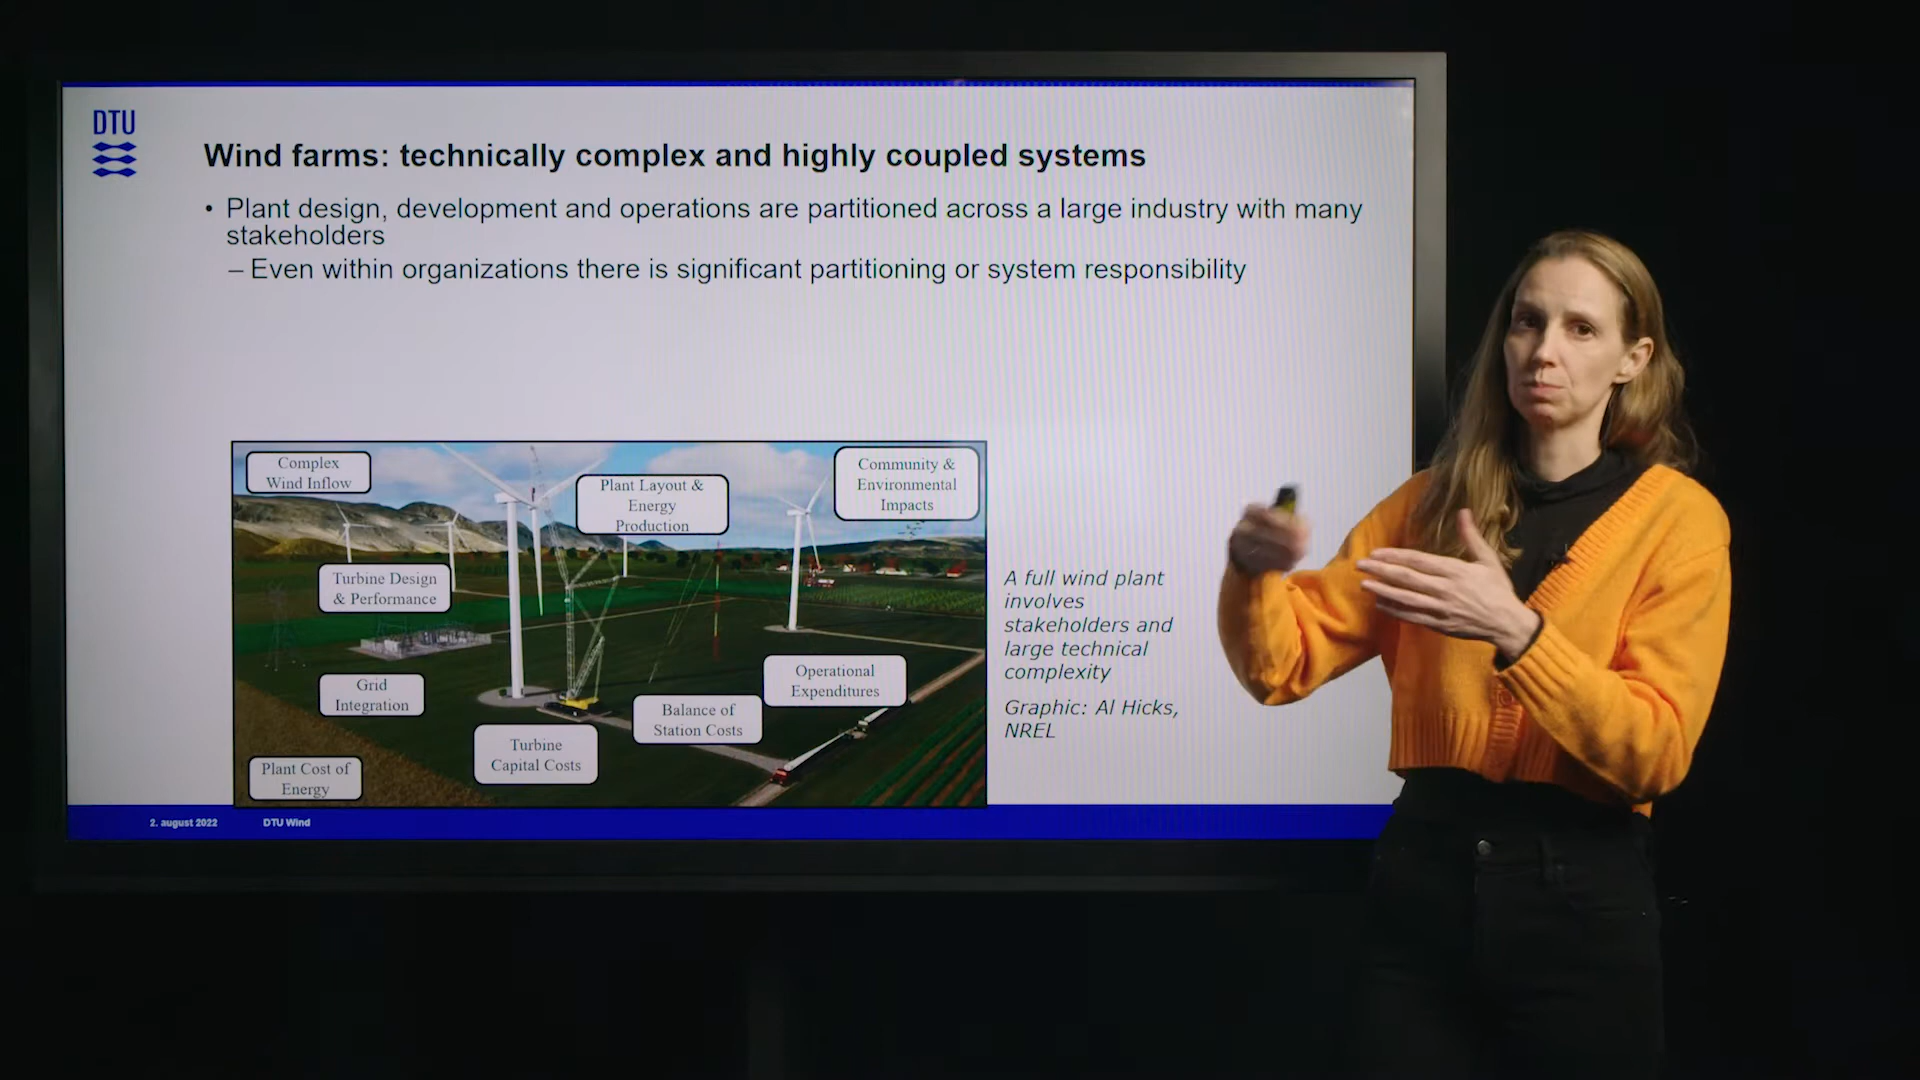 DTU
Wind farms: technically complex and highly coupled systems
• Plant design, development and operations are partitioned across a large industry with many
stakeholders
– Even within organizations there is significant partitioning or system responsibility
Complex
Wind Inflow
Plant Layout &
Energy
Production
Community &
Environmental
Impacts
Turbine Design
& Performance
Grid
Integration
Operational
Expenditures
Balance of
Station Costs
Turbine
Capital Costs
Plant Cost of
Energy
A full wind plant
involves
stakeholders and
large technical
complexity
Graphic: Al Hicks,
NREL
2. august 2022
DTU Wind